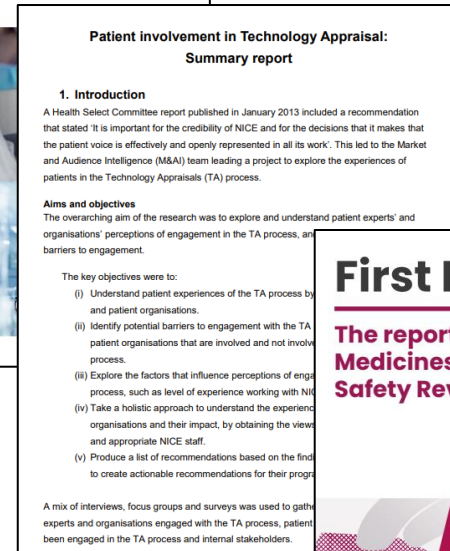 Patient involvement in Technology Appraisal:
Summary report
1. Introduction
A Health Select Committee report published in January 2013 included a recommendation
that stated 'It is important for the credibility of NICE and for the decisions that it makes that
the patient voice is effectively and openly represented in all its work'. This led to the Market
and Audience Intelligence (M&AI) team leading a project to explore the experiences of
patients in the Technology Appraisals (TA) process.
Aims and objectives
The overarching aim of the research was to explore and understand patient experts' and
organisations' perceptions of engagement in the TA process, an
barriers to engagement.
The key objectives were to:
(i) Understand patient experiences of the TA process by
and patient organisations.
(ii) Identify potential barriers to engagement with the TA
patient organisations that are involved and not involve
process.
(iii) Explore the factors that influence perceptions of enga
process, such as level of experience working with NIC
(iv) Take a holistic approach to understand the experienc
organisations and their impact, by obtaining the views
and appropriate NICE staff.
(v) Produce a list of recommendations based on the findi
to create actionable recommendations for their progra
A mix of interviews, focus groups and surveys was used to gathe
experts and organisations engaged with the TA process, patient
been engaged in the TA process and internal stakeholders.
First
The report
Medicines
Safety Re